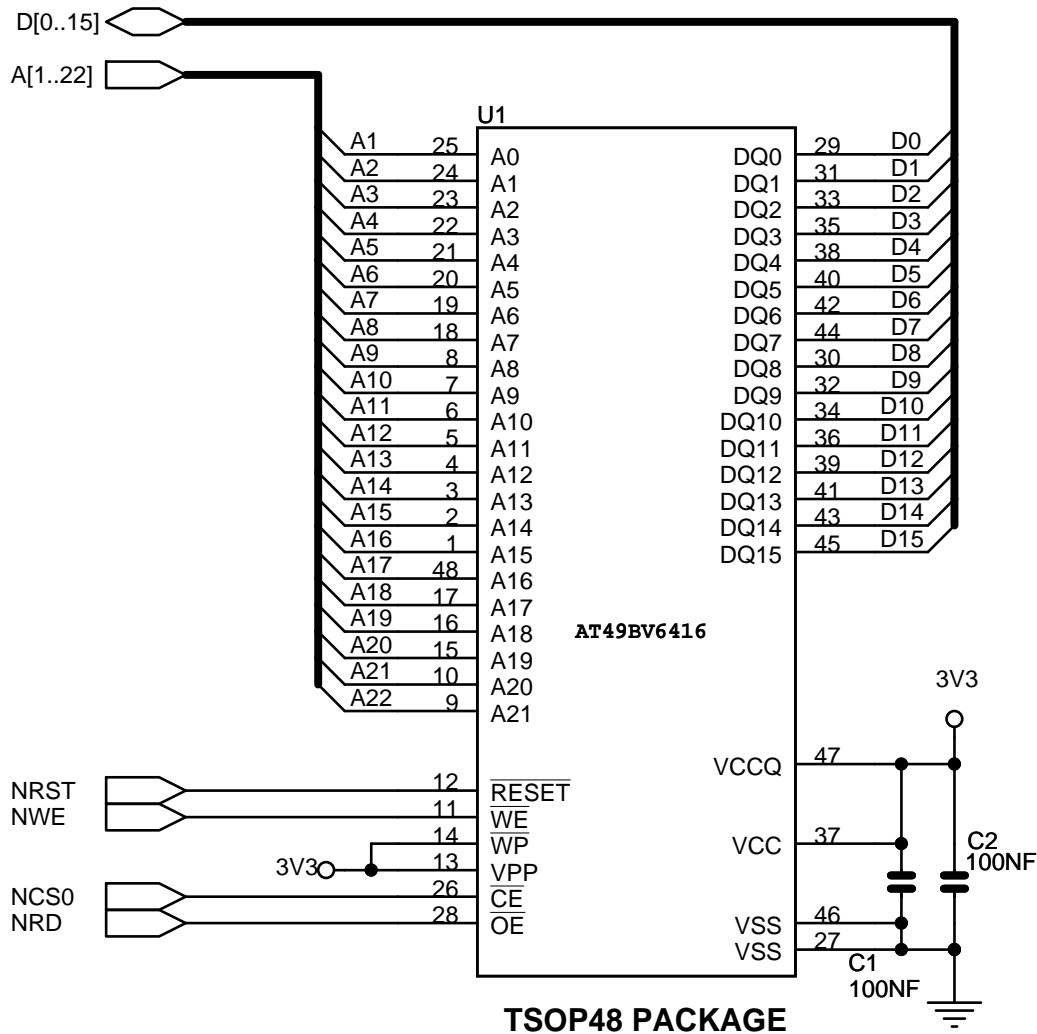 D[0..15]
A[1..22]
U1
A1 25 A0 DQ0 29 D0
A2 24 A1 DQ1 31 D1
A3 23 A2 DQ2 33 D2
A4 22 A3 DQ3 35 D3
A5 21 A4 DQ4 38 D4
A6 20 A5 DQ5 40 D5
A7 19 A6 DQ6 42 D6
A8 18 A7 DQ7 44 D7
A9 8 A8 DQ8 30 D8
A10 7 A9 DQ9 32 D9
A11 6 A10 DQ10 34 D10
A12 5 A11 DQ11 36 D11
A13 4 A12 DQ12 39 D12
A14 3 A13 DQ13 41 D13
A15 2 A14 DQ14 43 D14
A16 1 A15 DQ15 45 D15
A17 48 A16
A18 17 A17
A19 16 A18
AT49BV6416
A20 15 A19
A21 10 A20
A22 9 A21
3V3
VCCQ 47
NRST 12 RESET
NWE 11 WE
14 WP
VCC 37
3V3 13 VPP
C2
100NF
NCS0 26 CE
NRD 28 OE
VSS 46
VSS 27
C1
100NF
TSOP48 PACKAGE